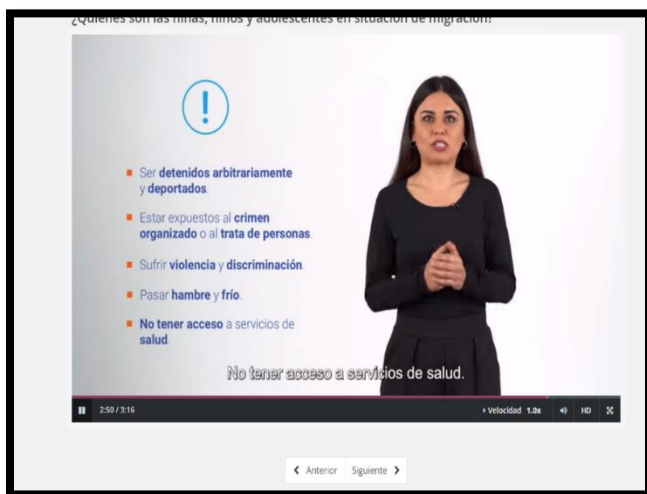 ¿Quiénes son las niñas, niños y adolescentes en situación de migración?
!
Ser detenidos arbitrariamente
y deportados.
Estar expuestos al crimen
organizado o al trata de personas.
Sufrir violencia y discriminación.
Pasar hambre y frío.
No tener acceso a servicios de
salud.
No tener acceso a servicios de salud.
2:50 / 3:16
Velocidad 1.0x
HD
Anterior Siguiente